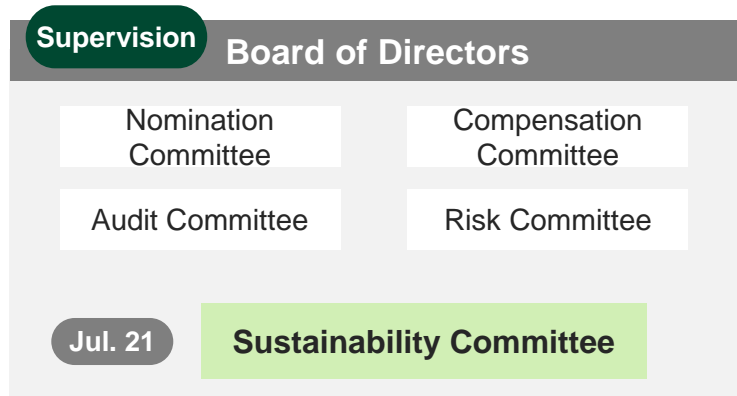 Supervision
Board of Directors
Nomination
Committee
Compensation
Committee
Audit Committee
Risk Committee
Jul. 21
Sustainability Committee